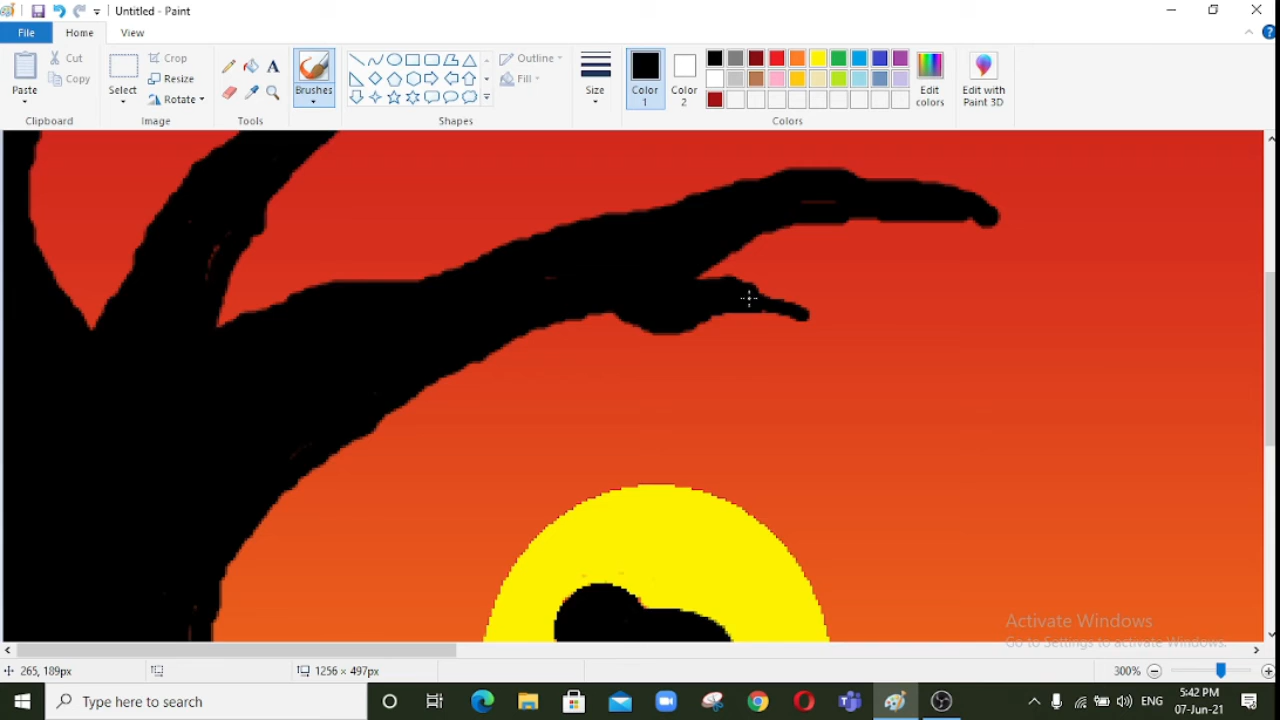 Untitled - Paint
File Home View
Paste
Cut
Copy
Clipboard
Select
Crop
Resize
Rotate
Image
A
Tools
Brushes
Shapes
Outline
Fill
Size
Color 1
Color 2
Edit colors
Colors
Edit with Paint 3D
Activate Windows
Go to Settings to activate Windows.
265, 189px
1256 × 497px
300%
Type here to search
ENG
5:42 PM
07-Jun-21